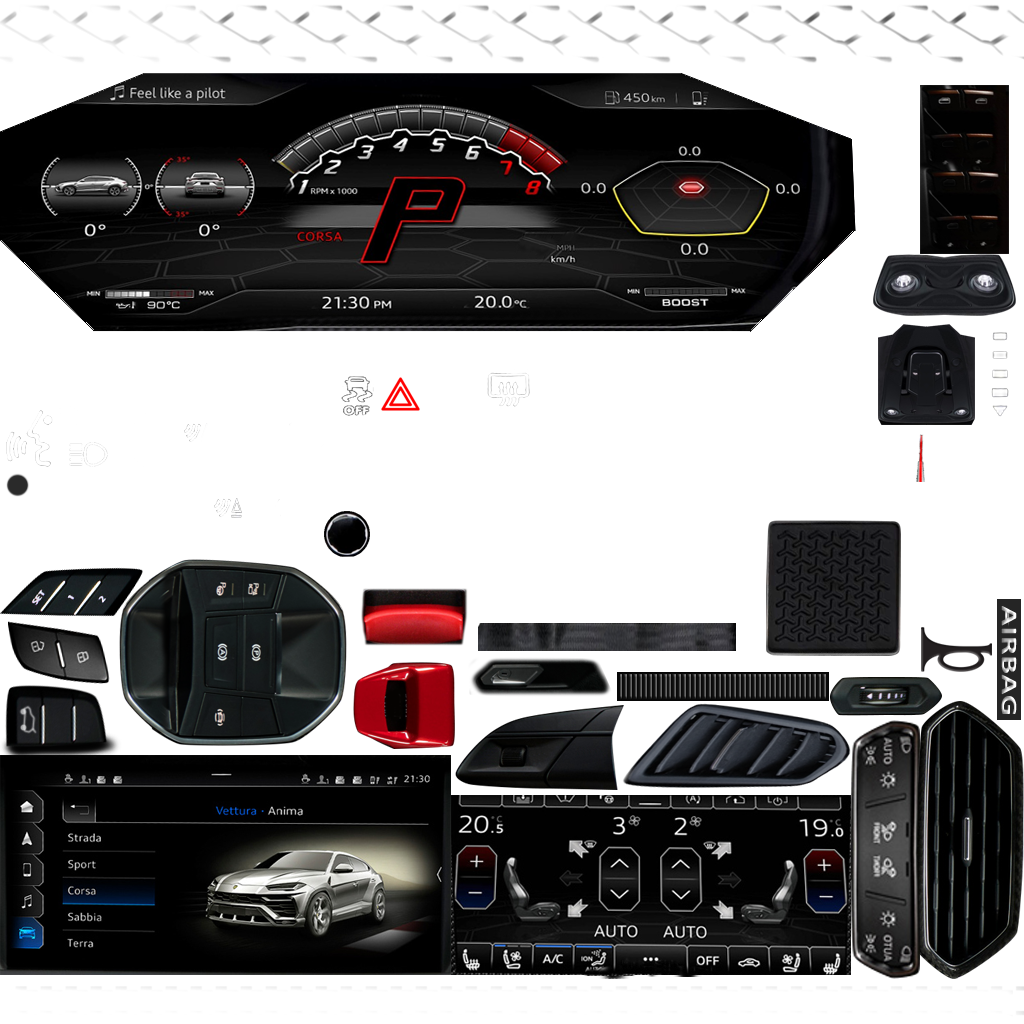 Feel like a pilot
450 km
1 2 3 4 5 6 7 8
RPM x 1000
35°
0°
35°
0°
0°
P
CORSA
MPH
km/h
0.0
0.0
0.0
0.0
MIN MAX
90°C
21:30 PM
20.0°C
MIN MAX
BOOST
OFF
SET 1 2
(A)
(P)
AIRBAG
21:30
Vettura · Anima
Strada
Sport
Corsa
Sabbia
Terra
20.5°C
3
2
19.0°C
+
−
+
−
AUTO
AUTO
A/C
ION
•••
OFF
AUTO
FRONT
AUTO